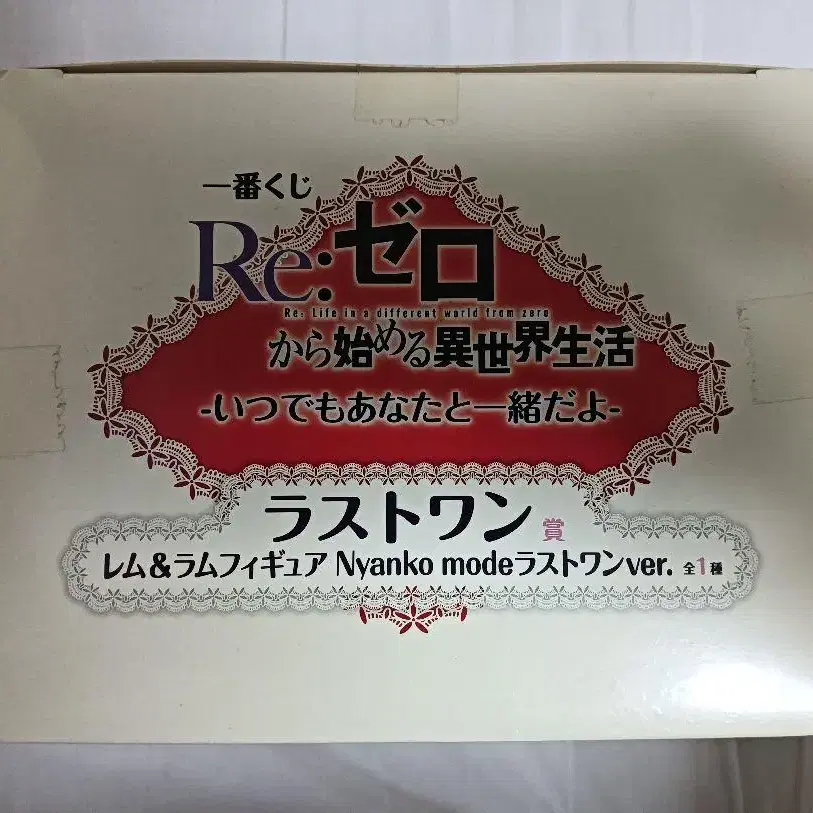 一番くじ
Re:ゼロ
Re: Life in a different world from zero
から始める異世界生活
-いつでもあなたと一緒だよ-
ラストワン賞
レム&ラムフィギュア Nyanko modeラストワンver. 全1種